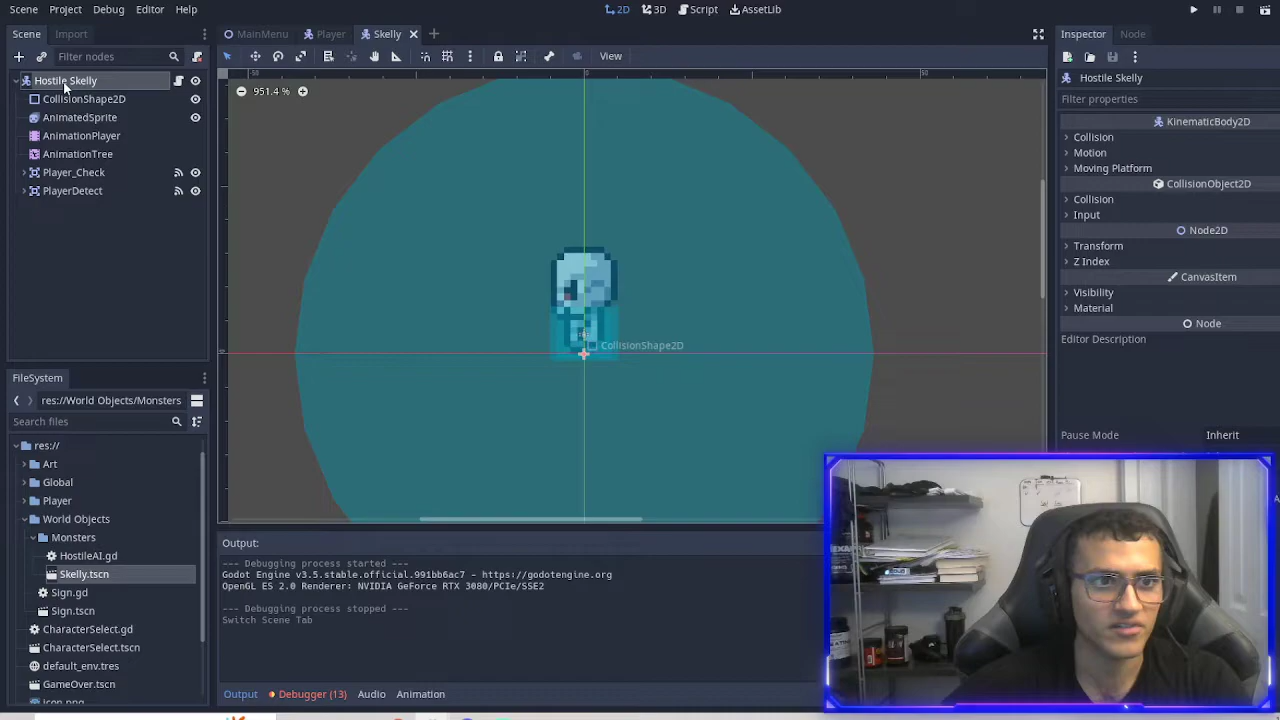 Scene Project Debug Editor Help
2D 3D Script AssetLib
Scene Import
Filter nodes
Hostile Skelly
CollisionShape2D
AnimatedSprite
AnimationPlayer
AnimationTree
Player_Check
PlayerDetect
FileSystem
res://World Objects/Monsters
Search files
res://
Art
Global
Player
World Objects
Monsters
HostileAI.gd
Skelly.tscn
Sign.gd
Sign.tscn
CharacterSelect.gd
CharacterSelect.tscn
default_env.tres
GameOver.tscn
icon.png
MainMenu Player Skelly
View
-50 0 50
951.4 %
CollisionShape2D
Output:
--- Debugging process started ---
Godot Engine v3.5.stable.official.991bb6ac7 - https://godotengine.org
OpenGL ES 2.0 Renderer: NVIDIA GeForce RTX 3080/PCIe/SSE2
--- Debugging process stopped ---
Switch Scene Tab
Output Debugger (13) Audio Animation
Inspector Node
Hostile Skelly
Filter properties
KinematicBody2D
Collision
Motion
Moving Platform
CollisionObject2D
Collision
Input
Node2D
Transform
Z Index
CanvasItem
Visibility
Material
Node
Editor Description
Pause Mode Inherit